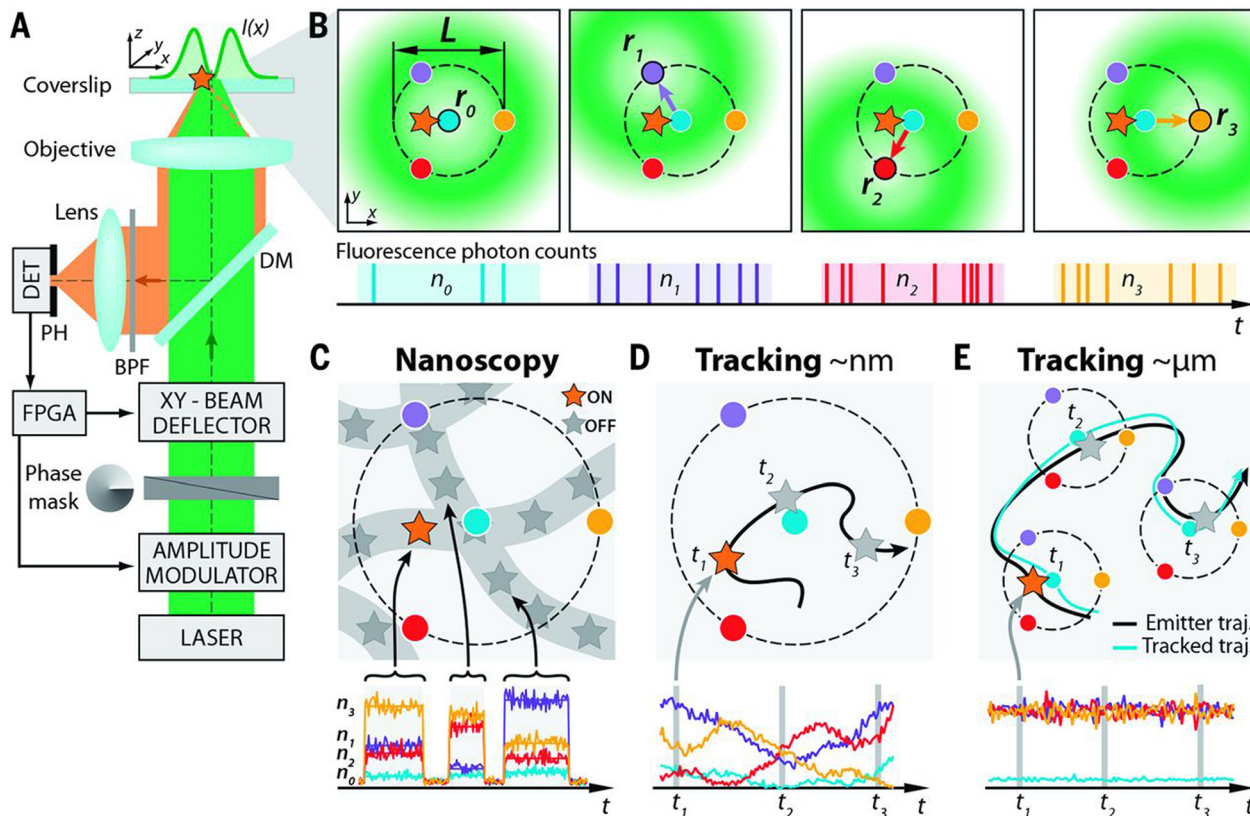 A
I(x)
z
y
x
Coverslip
Objective
Lens
DET
PH
BPF
DM
FPGA
XY - BEAM
DEFLECTOR
Phase
mask
AMPLITUDE
MODULATOR
LASER
B
L
r0
r1
r2
r3
y
x
Fluorescence photon counts
n0
n1
n2
n3
t
C
Nanoscopy
ON
OFF
n3
n1
n2
n0
t
D
Tracking ~nm
t1
t2
t3
t1
t2
t3
t
E
Tracking ~μm
t2
t1
t3
Emitter traj.
Tracked traj.
t1
t2
t3
t